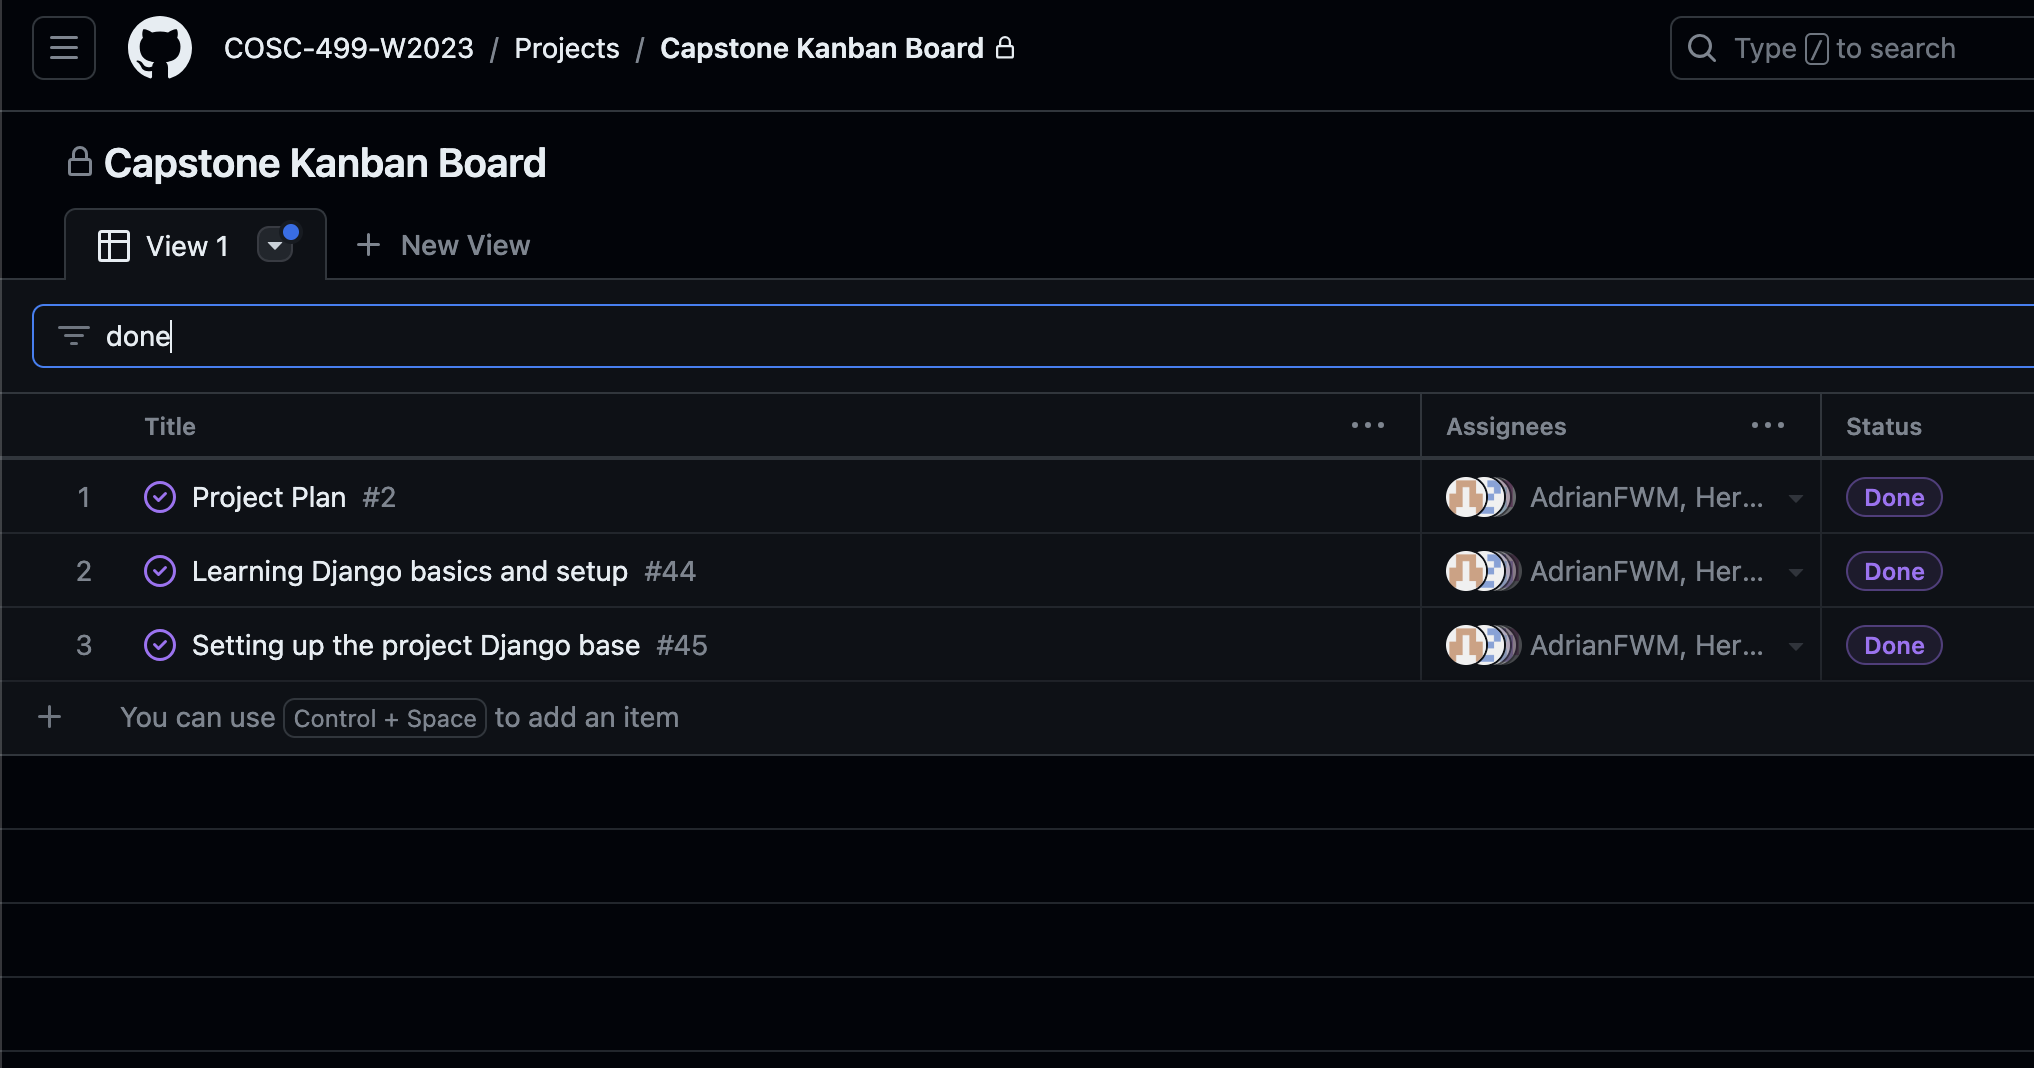 COSC-499-W2023 / Projects / Capstone Kanban Board
Type / to search
Capstone Kanban Board
View 1
New View
done
Title ... Assignees ... Status
1 Project Plan #2 AdrianFWM, Her... Done
2 Learning Django basics and setup #44 AdrianFWM, Her... Done
3 Setting up the project Django base #45 AdrianFWM, Her... Done
+ You can use Control + Space to add an item